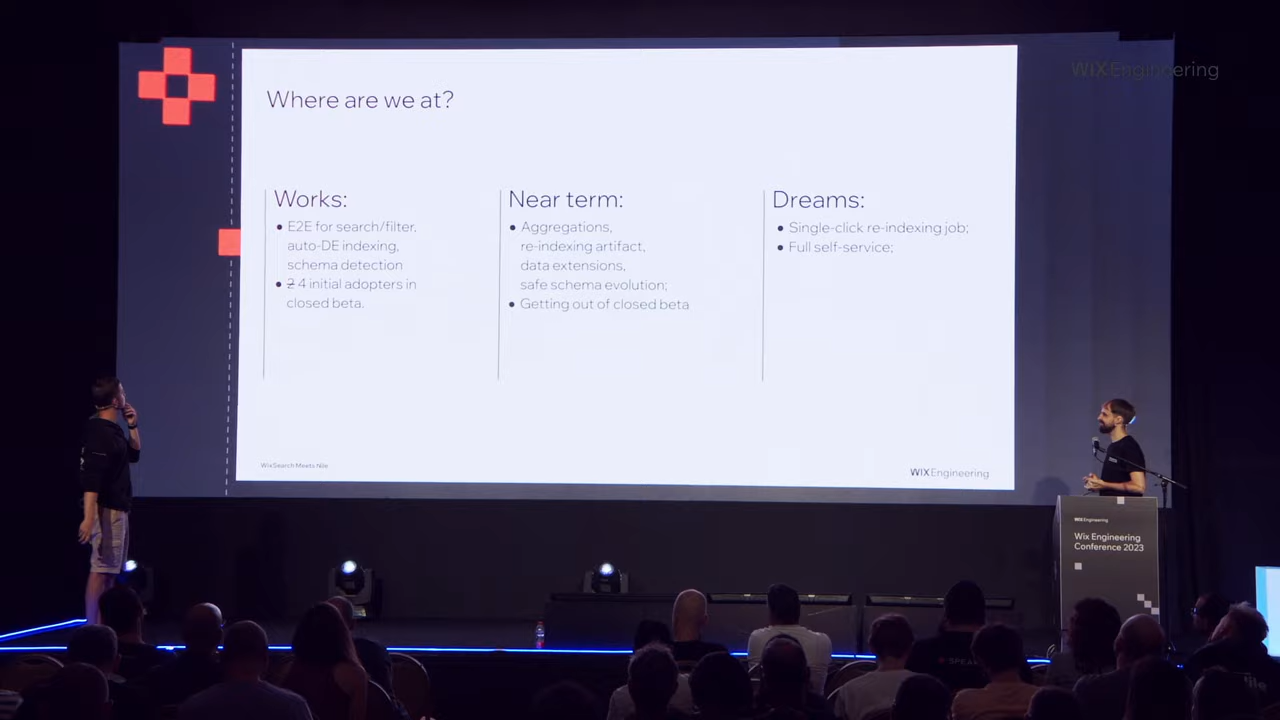 WIX Engineering
Where are we at?
Works:
• E2E for search/filter,
auto-DE indexing,
schema detection
• 2 4 initial adopters in
closed beta.
Near term:
• Aggregations,
re-indexing artifact,
data extensions,
safe schema evolution;
• Getting out of closed beta
Dreams:
• Single-click re-indexing job;
• Full self-service;
WixSearch Meets Nile
WIX Engineering
WIX Engineering
Wix Engineering
Conference 2023
SPEA